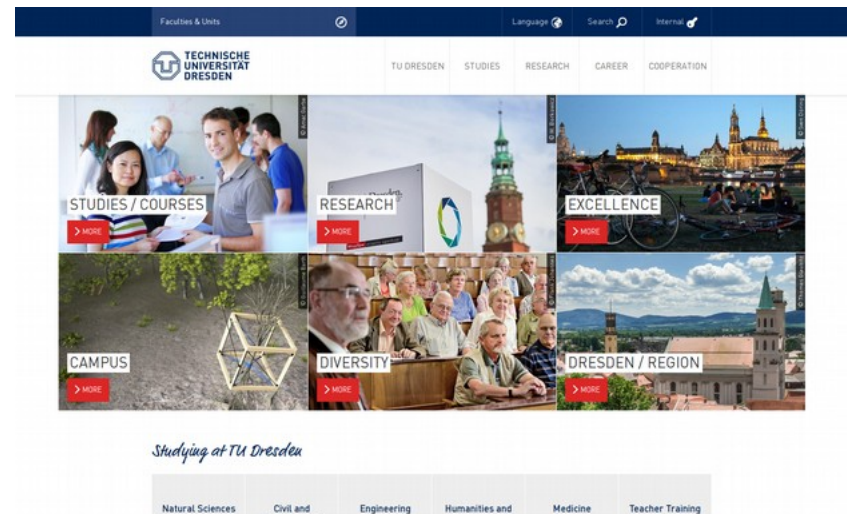 Faculties & Units
Language
Search
Internal
TECHNISCHE
UNIVERSITÄT
DRESDEN
TU DRESDEN
STUDIES
RESEARCH
CAREER
COOPERATION
STUDIES / COURSES
MORE
RESEARCH
MORE
EXCELLENCE
MORE
CAMPUS
MORE
DIVERSITY
MORE
DRESDEN / REGION
MORE
Studying at TU Dresden
Natural Sciences
Civil and
Engineering
Humanities and
Medicine
Teacher Training